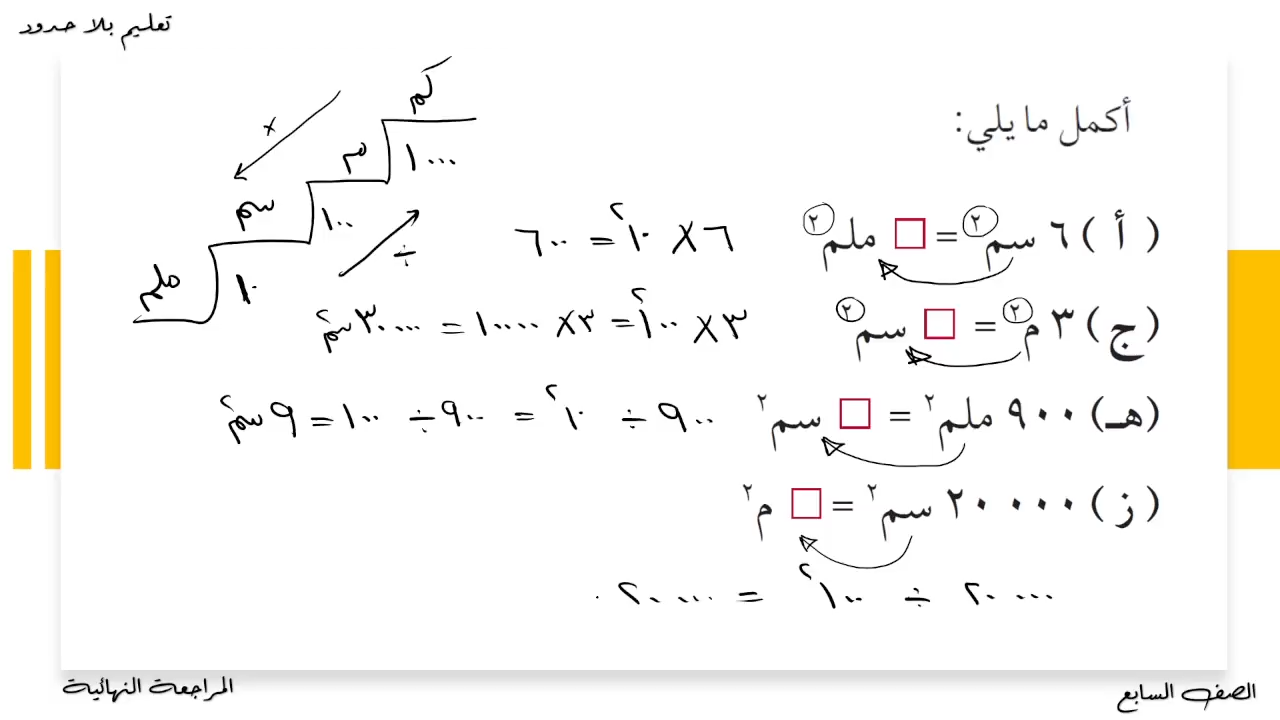 تعليم بلا حدود
أكمل ما يلي:
كم
م ١٠٠٠
سم ١٠٠
ملم ١٠
×
÷
( أ ) ٦ سم٢ = □ ملم٢
٦ × ١٠٢ = ٦٠٠
( ج ) ٣ م٢ = □ سم٢
٣ × ١٠٠٢ = ٣ × ١٠٠٠٠ = ٣٠٠٠٠ سم٢
( هـ ) ٩٠٠ ملم٢ = □ سم٢
٩٠٠ ÷ ١٠٢ = ٩٠٠ ÷ ١٠٠ = ٩ سم٢
( ز ) ٢٠٠٠٠ سم٢ = □ م٢
٢٠٠٠٠ ÷ ١٠٠٢ = ٢٠٠٠٠
الصف السابع
المراجعة النهائية